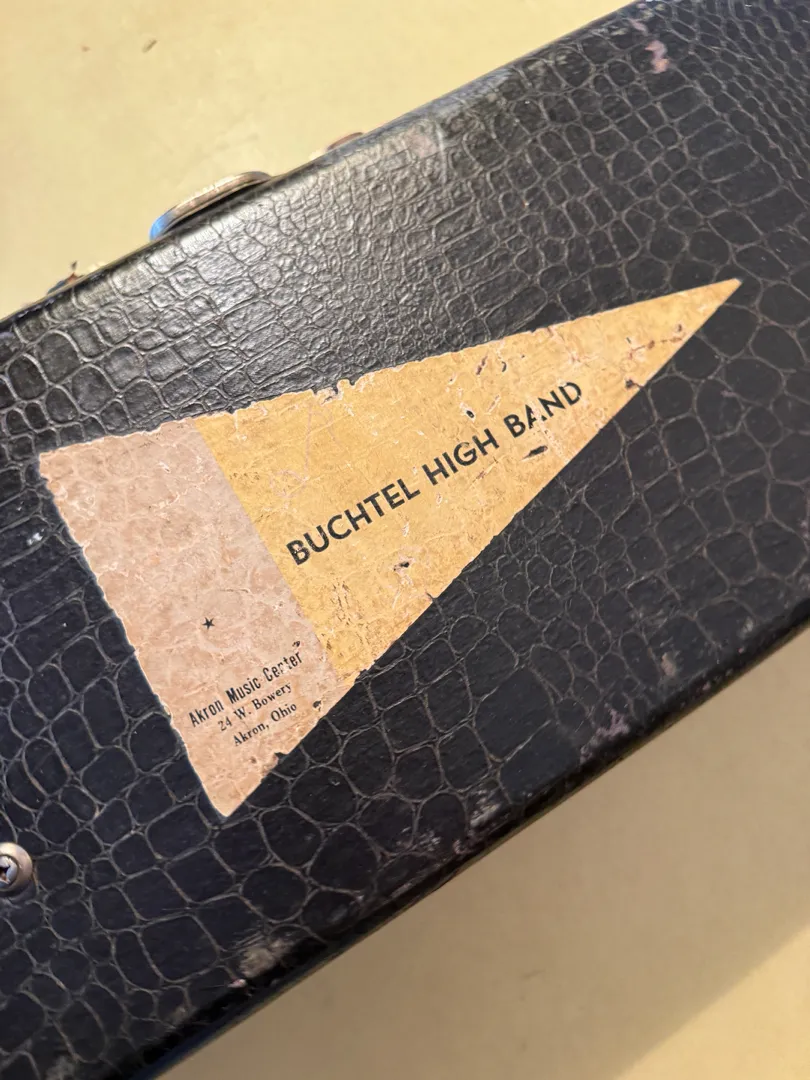 BUCHTEL HIGH BAND
Akron Music Center
24 W. Bowery
Akron, Ohio